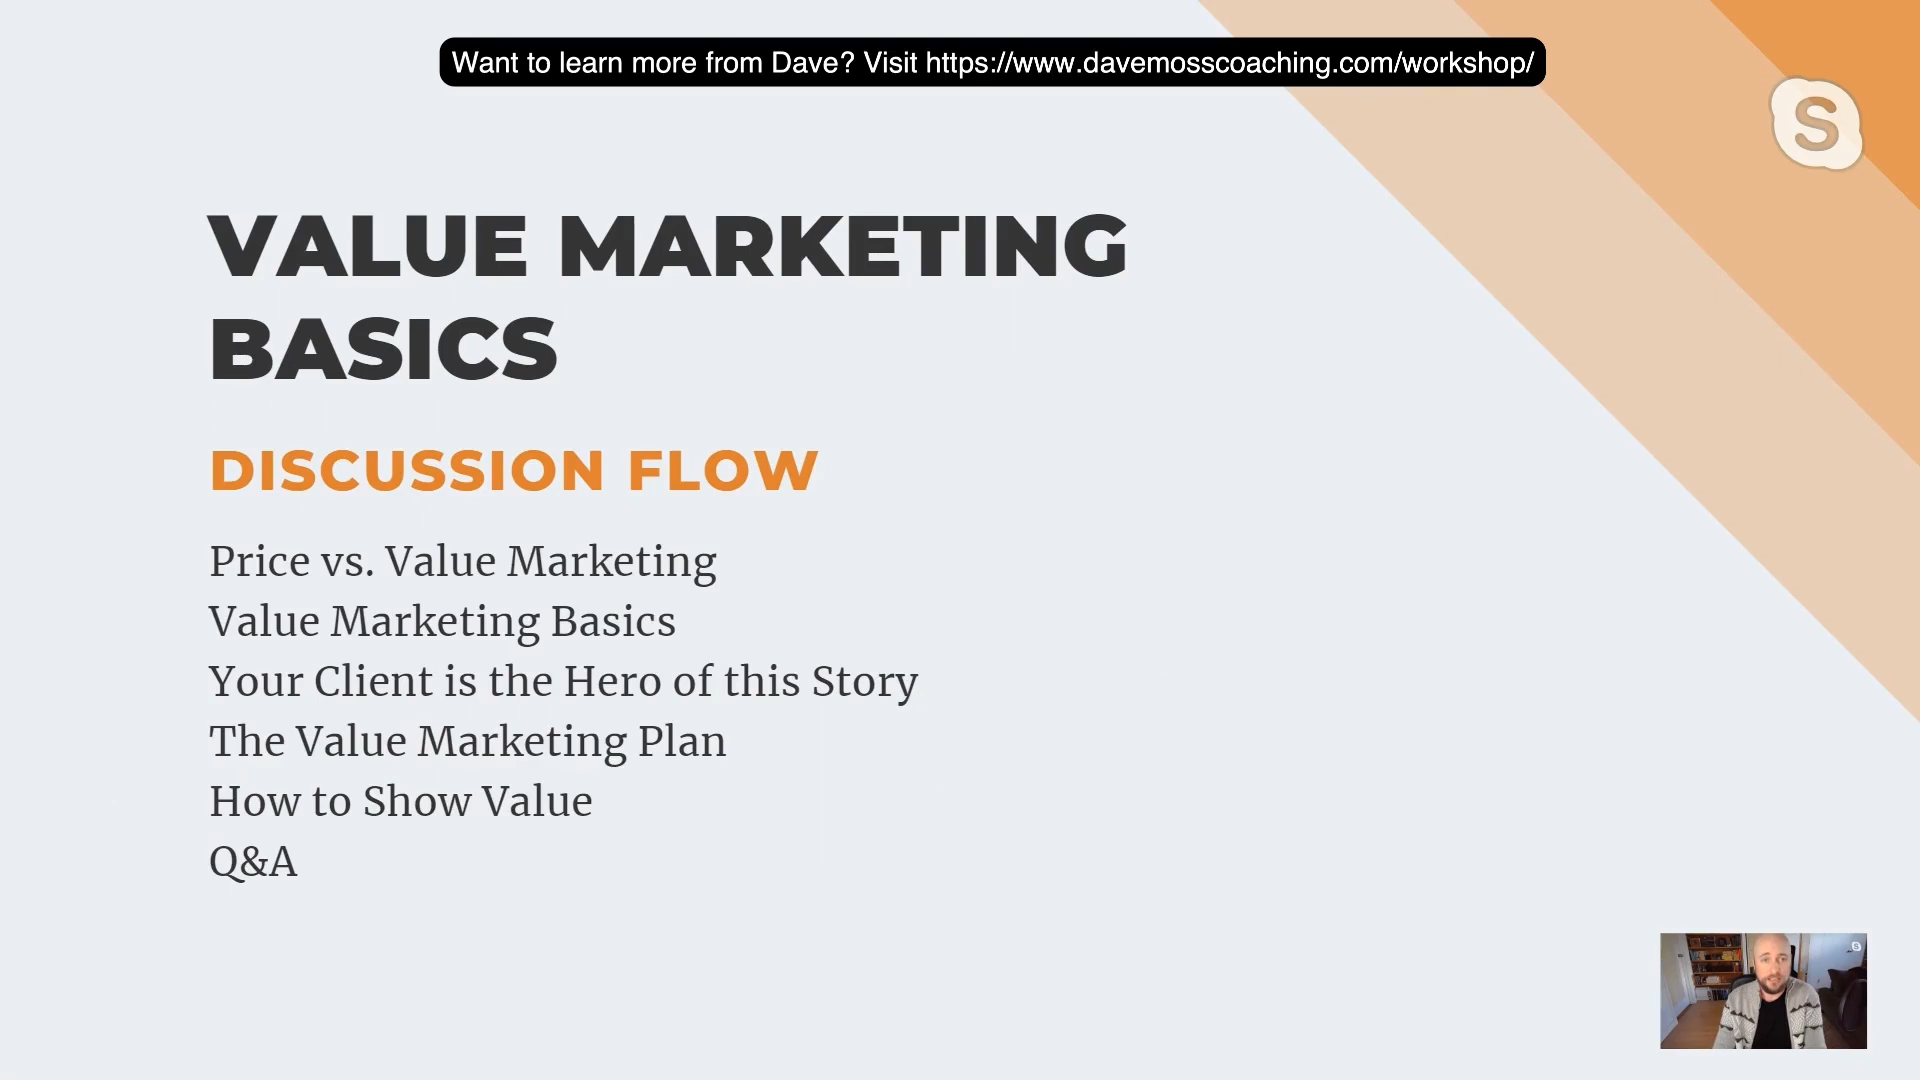 Want to learn more from Dave? Visit https://www.davemosscoaching.com/workshop/
S
VALUE MARKETING
BASICS
DISCUSSION FLOW
Price vs. Value Marketing
Value Marketing Basics
Your Client is the Hero of this Story
The Value Marketing Plan
How to Show Value
Q&A